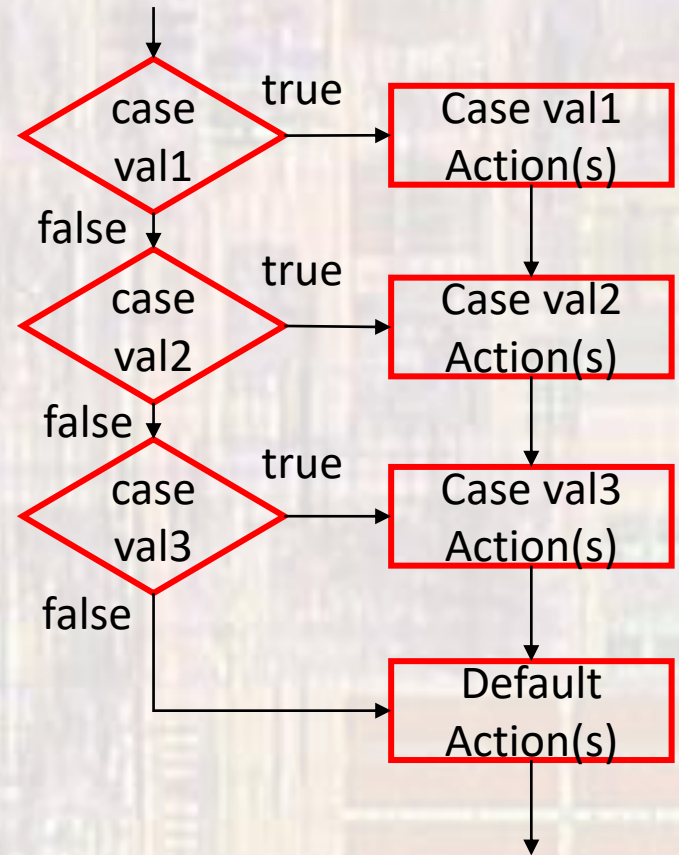 case
val1
true
Case val1
Action(s)
false
case
val2
true
Case val2
Action(s)
false
case
val3
true
Case val3
Action(s)
false
Default
Action(s)